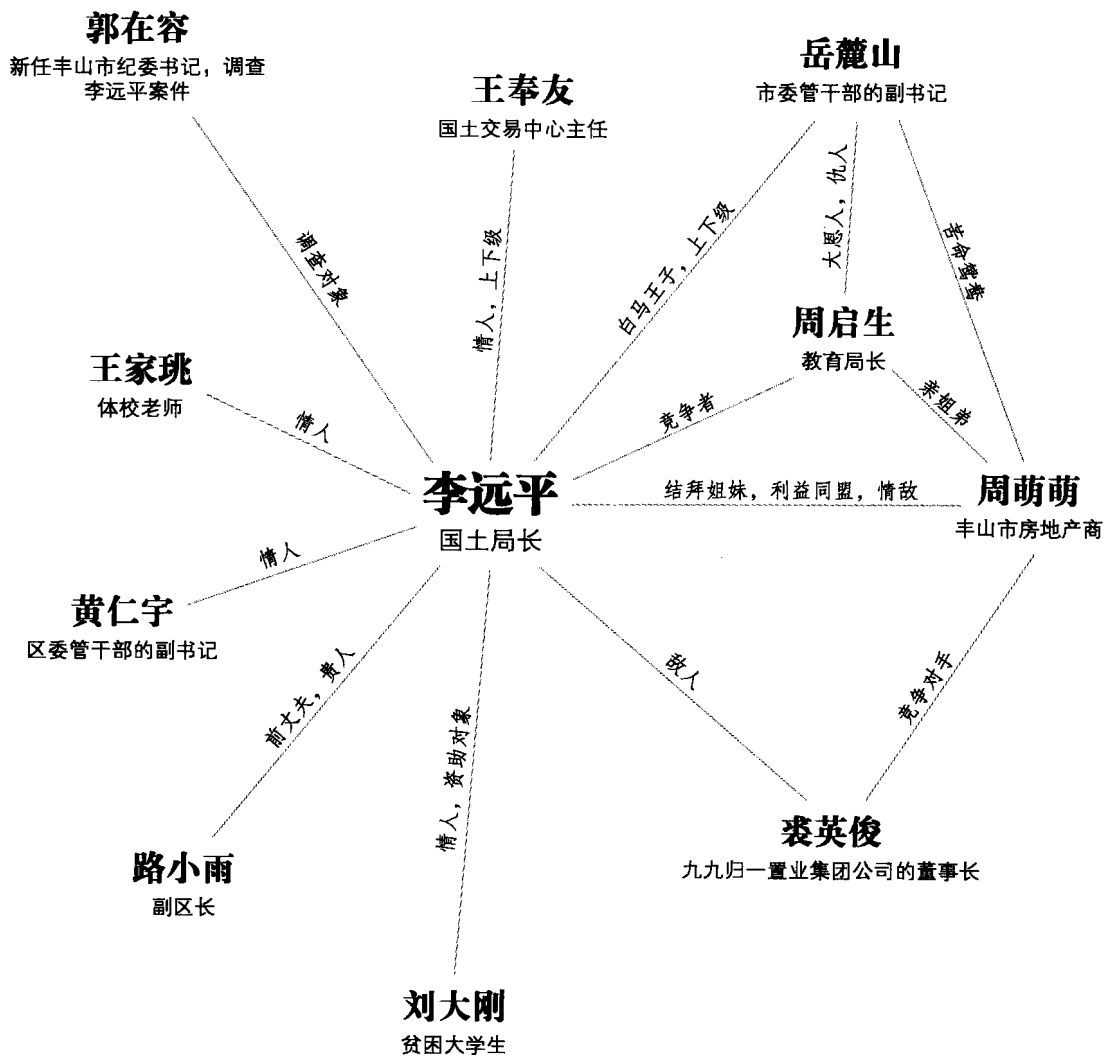 郭在容
新任丰山市纪委书记，调查
李远平案件
王奉友
国土交易中心主任
岳麓山
市委管干部的副书记
调查对象
情人，上下级
白马王子，上下级
大恩人，仇人
苦命鸳鸯
周启生
教育局长
王家珧
体校老师
情人
竞争者
亲姐弟
李远平
国土局长
结拜姐妹，利益同盟，情敌
周萌萌
丰山市房地产商
情人
黄仁宇
区委管干部的副书记
前丈夫，贵人
情人，资助对象
敌人
竞争对手
路小雨
副区长
裘英俊
九九归一置业集团公司的董事长
刘大刚
贫困大学生